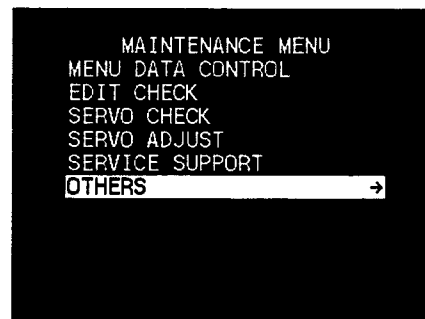 MAINTENANCE MENU
MENU DATA CONTROL
EDIT CHECK
SERVO CHECK
SERVO ADJUST
SERVICE SUPPORT
OTHERS →